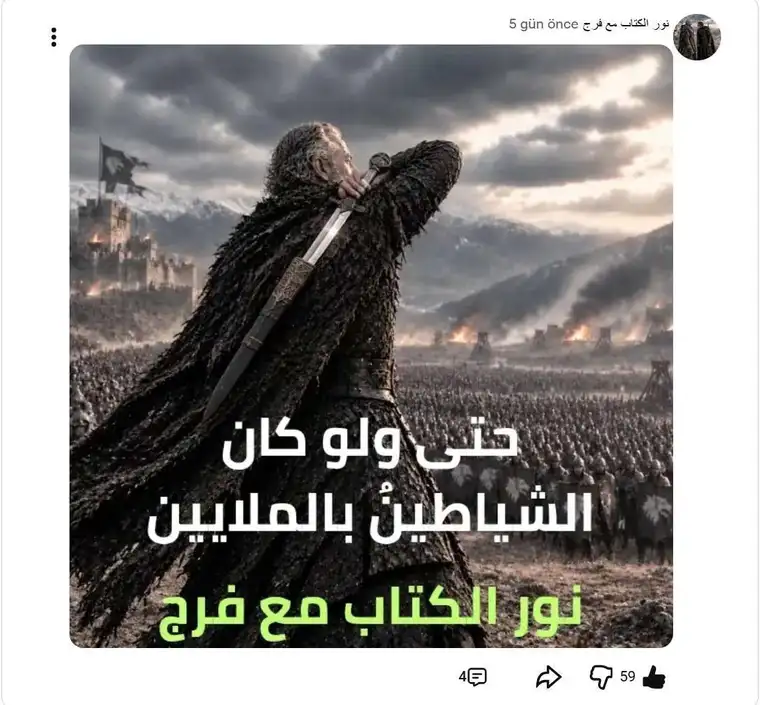 نور الكتاب مع فرج 5 gün önce
حتى ولو كان
الشياطينُ بالملايين
نور الكتاب مع فرج
59
4